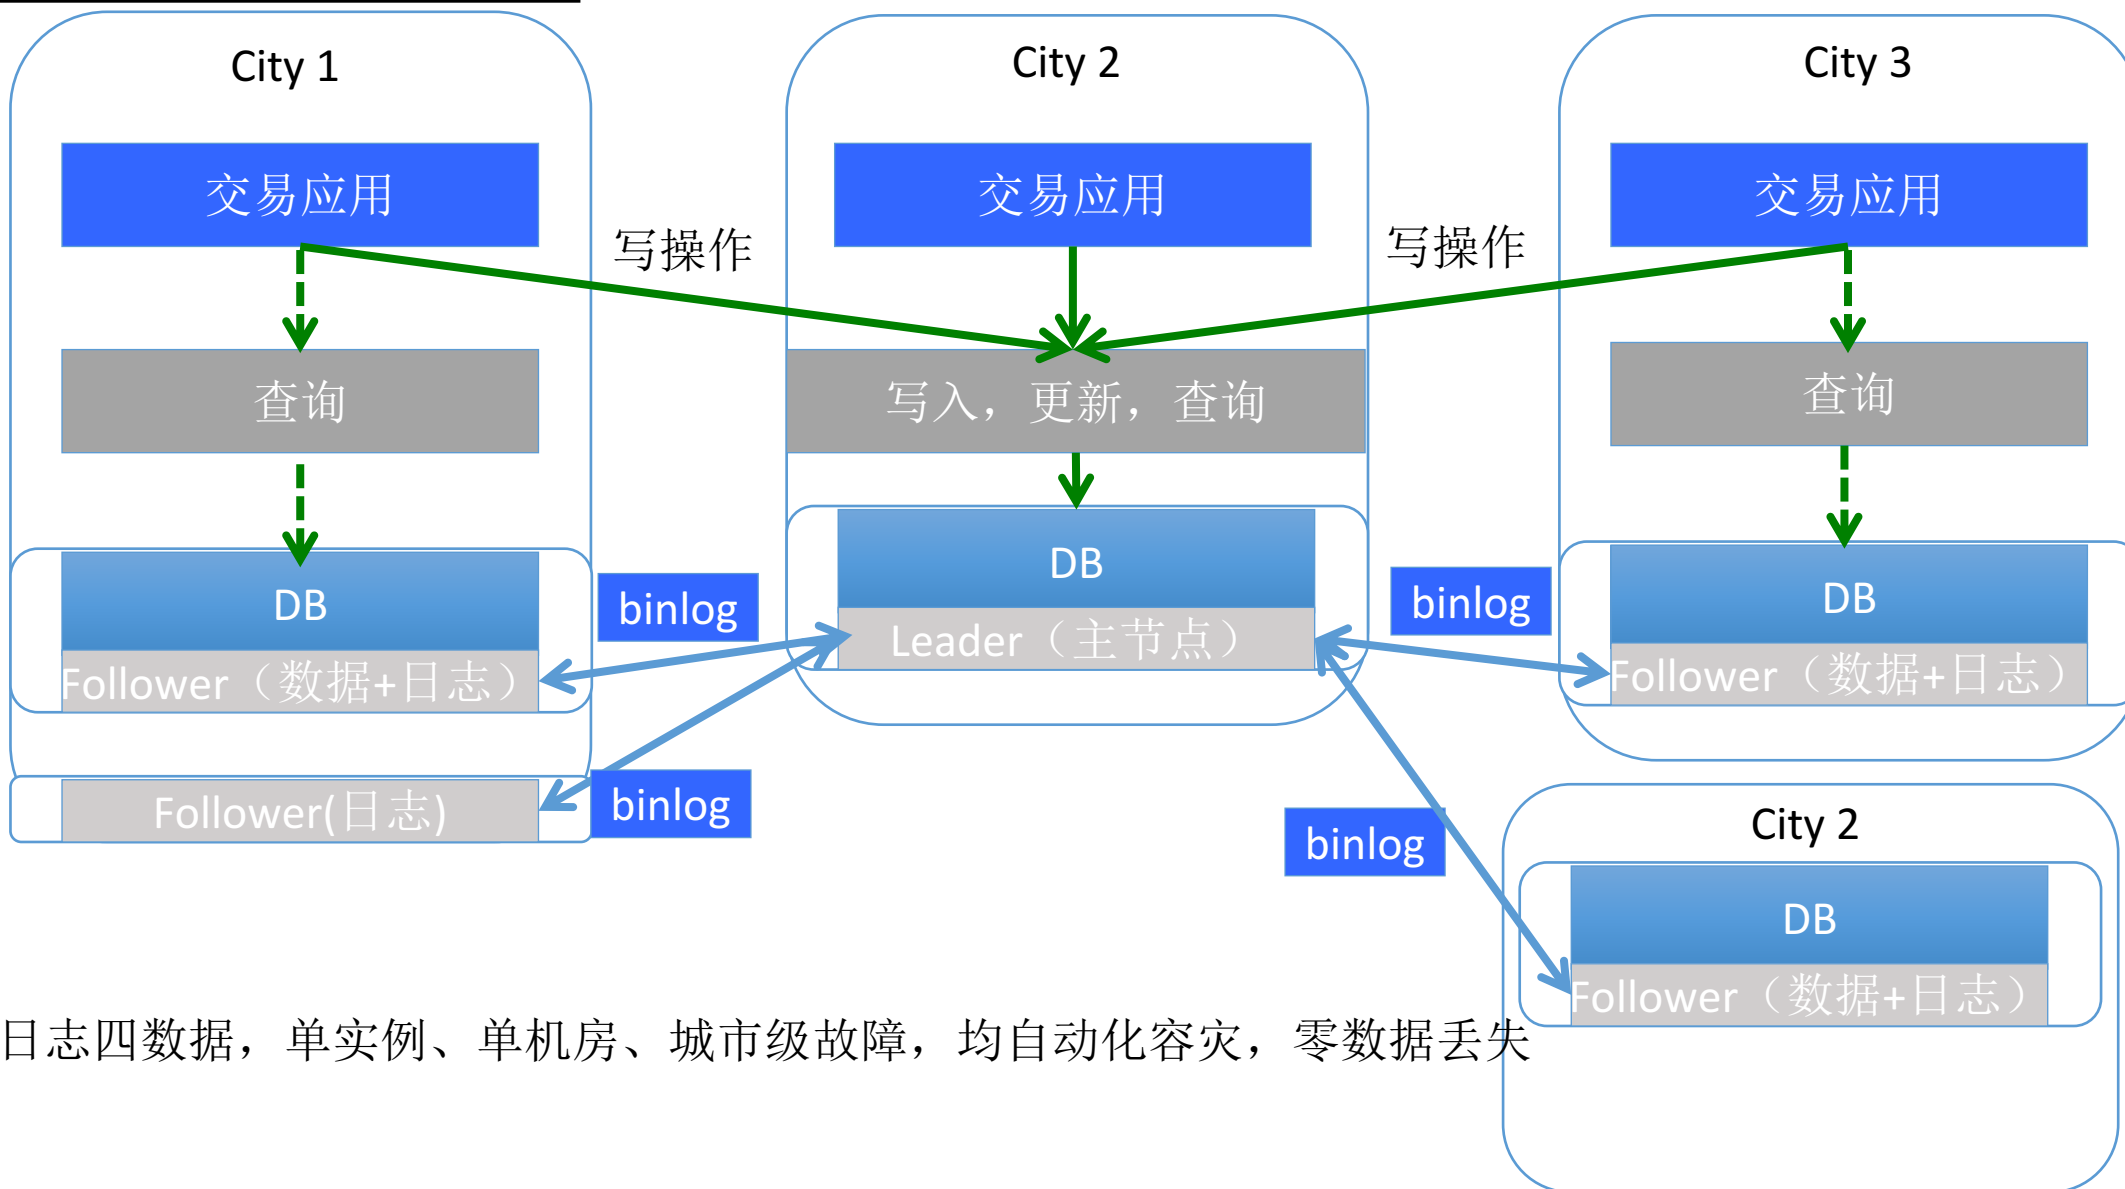 City 1
City 2
City 3
交易应用
交易应用
交易应用
写操作
写操作
查询
写入，更新，查询
查询
DB
Follower（数据+日志）
binlog
DB
Leader（主节点）
binlog
DB
Follower（数据+日志）
Follower(日志)
binlog
binlog
City 2
DB
Follower（数据+日志）
日志四数据，单实例、单机房、城市级故障，均自动化容灾，零数据丢失